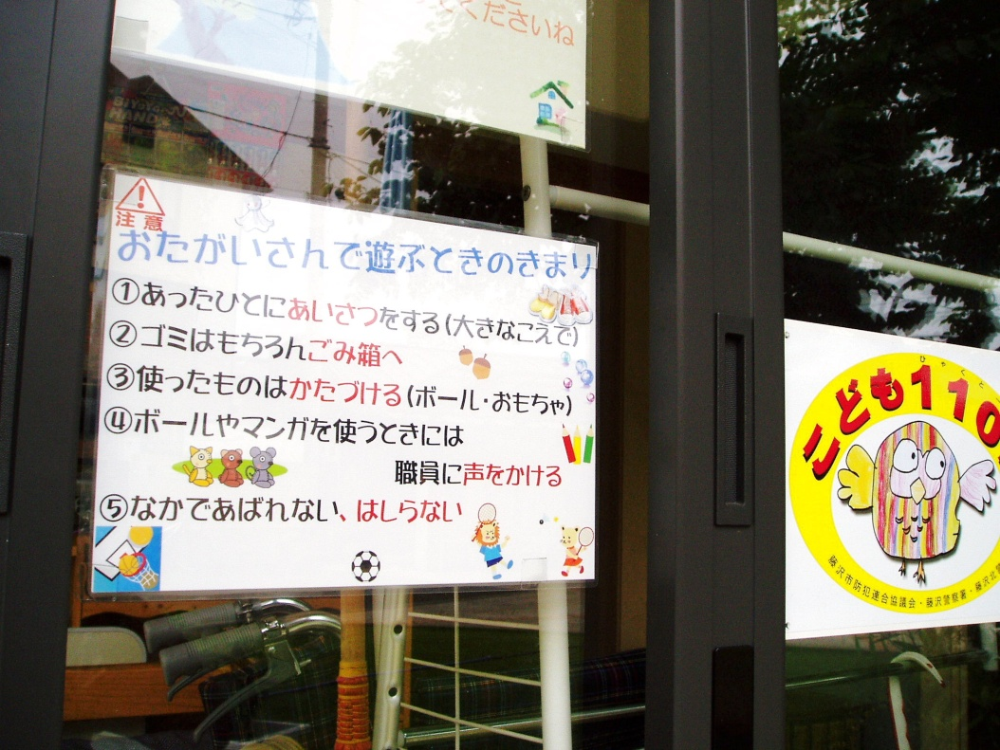 くださいね
注意
おたがいさんで遊ぶときのきまり
①あったひとにあいさつをする(大きなこえで)
②ゴミはもちろんごみ箱へ
③使ったものはかたづける(ボール・おもちゃ)
④ボールやマンガを使うときには
職員に声をかける
⑤なかであばれない、はしらない
ひゃくと
こども110
藤沢市防犯連合協議会・藤沢警察署・藤沢北警